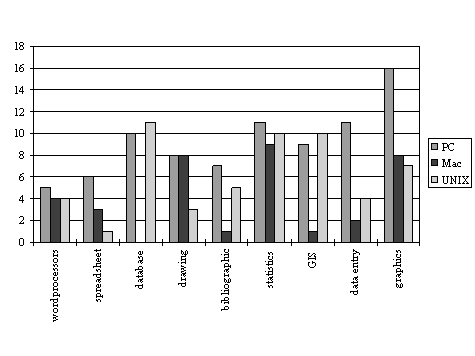 18
16
14
12
10
8
6
4
2
0
PC
Mac
UNIX
wordprocessors
spreadsheet
database
drawing
bibliographic
statistics
GIS
data entry
graphics